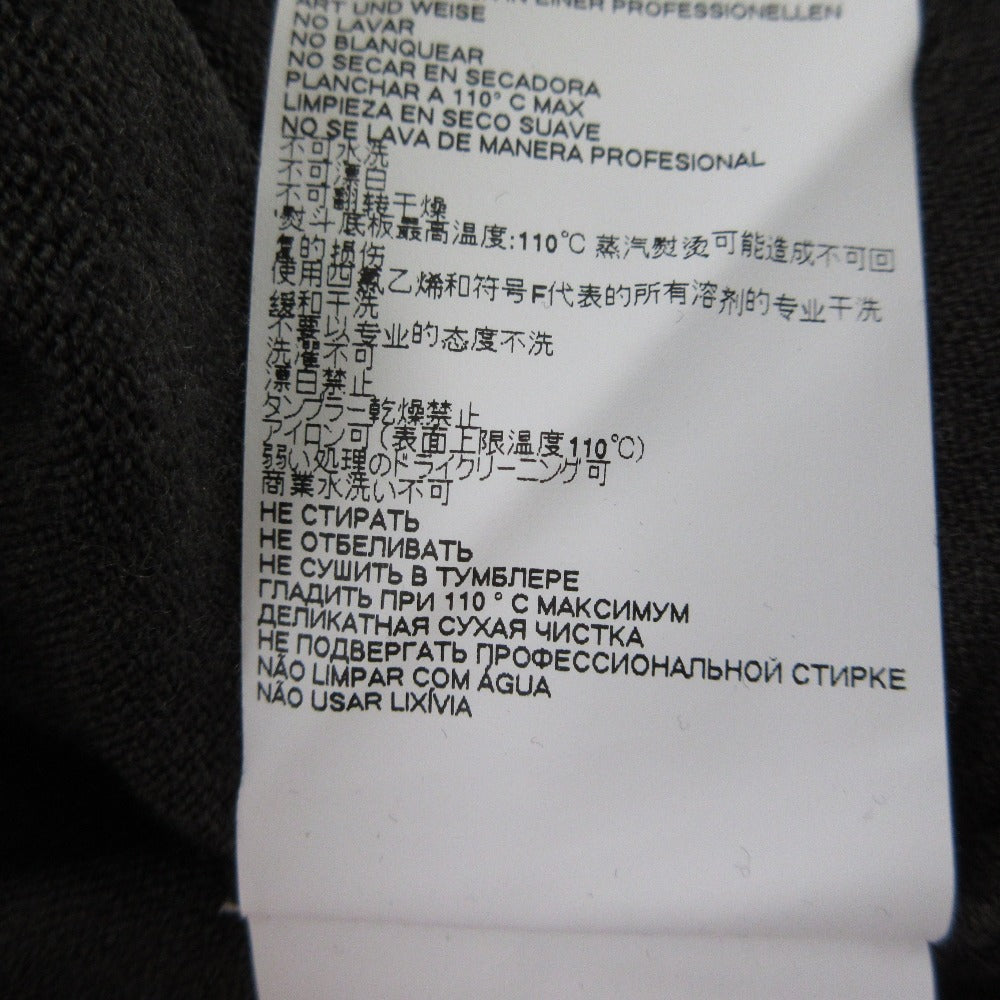 EINER PROFESSIONELLEN
ART UND WEISE
NO LAVAR
NO BLANQUEAR
NO SECAR EN SECADORA
PLANCHAR A 110° C MAX
LIMPIEZA EN SECO SUAVE
NO SE LAVA DE MANERA PROFESIONAL
不可水洗
不可漂白
不可翻转干燥
熨斗底板最高温度:110℃ 蒸汽熨烫可能造成不可回
复的损伤
使用四氯乙烯和符号F代表的所有溶剂的专业干洗
缓和干洗
不要以专业的态度不洗
洗濯不可
漂白禁止
タンブラー乾燥禁止
アイロン可(表面上限温度110℃)
弱い処理のドライクリーニング可
商業水洗い不可
НЕ СТИРАТЬ
НЕ ОТБЕЛИВАТЬ
НЕ СУШИТЬ В ТУМБЛЕРЕ
ГЛАДИТЬ ПРИ 110 ° С МАКСИМУМ
ДЕЛИКАТНАЯ СУХАЯ ЧИСТКА
НЕ ПОДВЕРГАТЬ ПРОФЕССИОНАЛЬНОЙ СТИРКЕ
NÃO LIMPAR COM ÁGUA
NÃO USAR LIXÍVIA